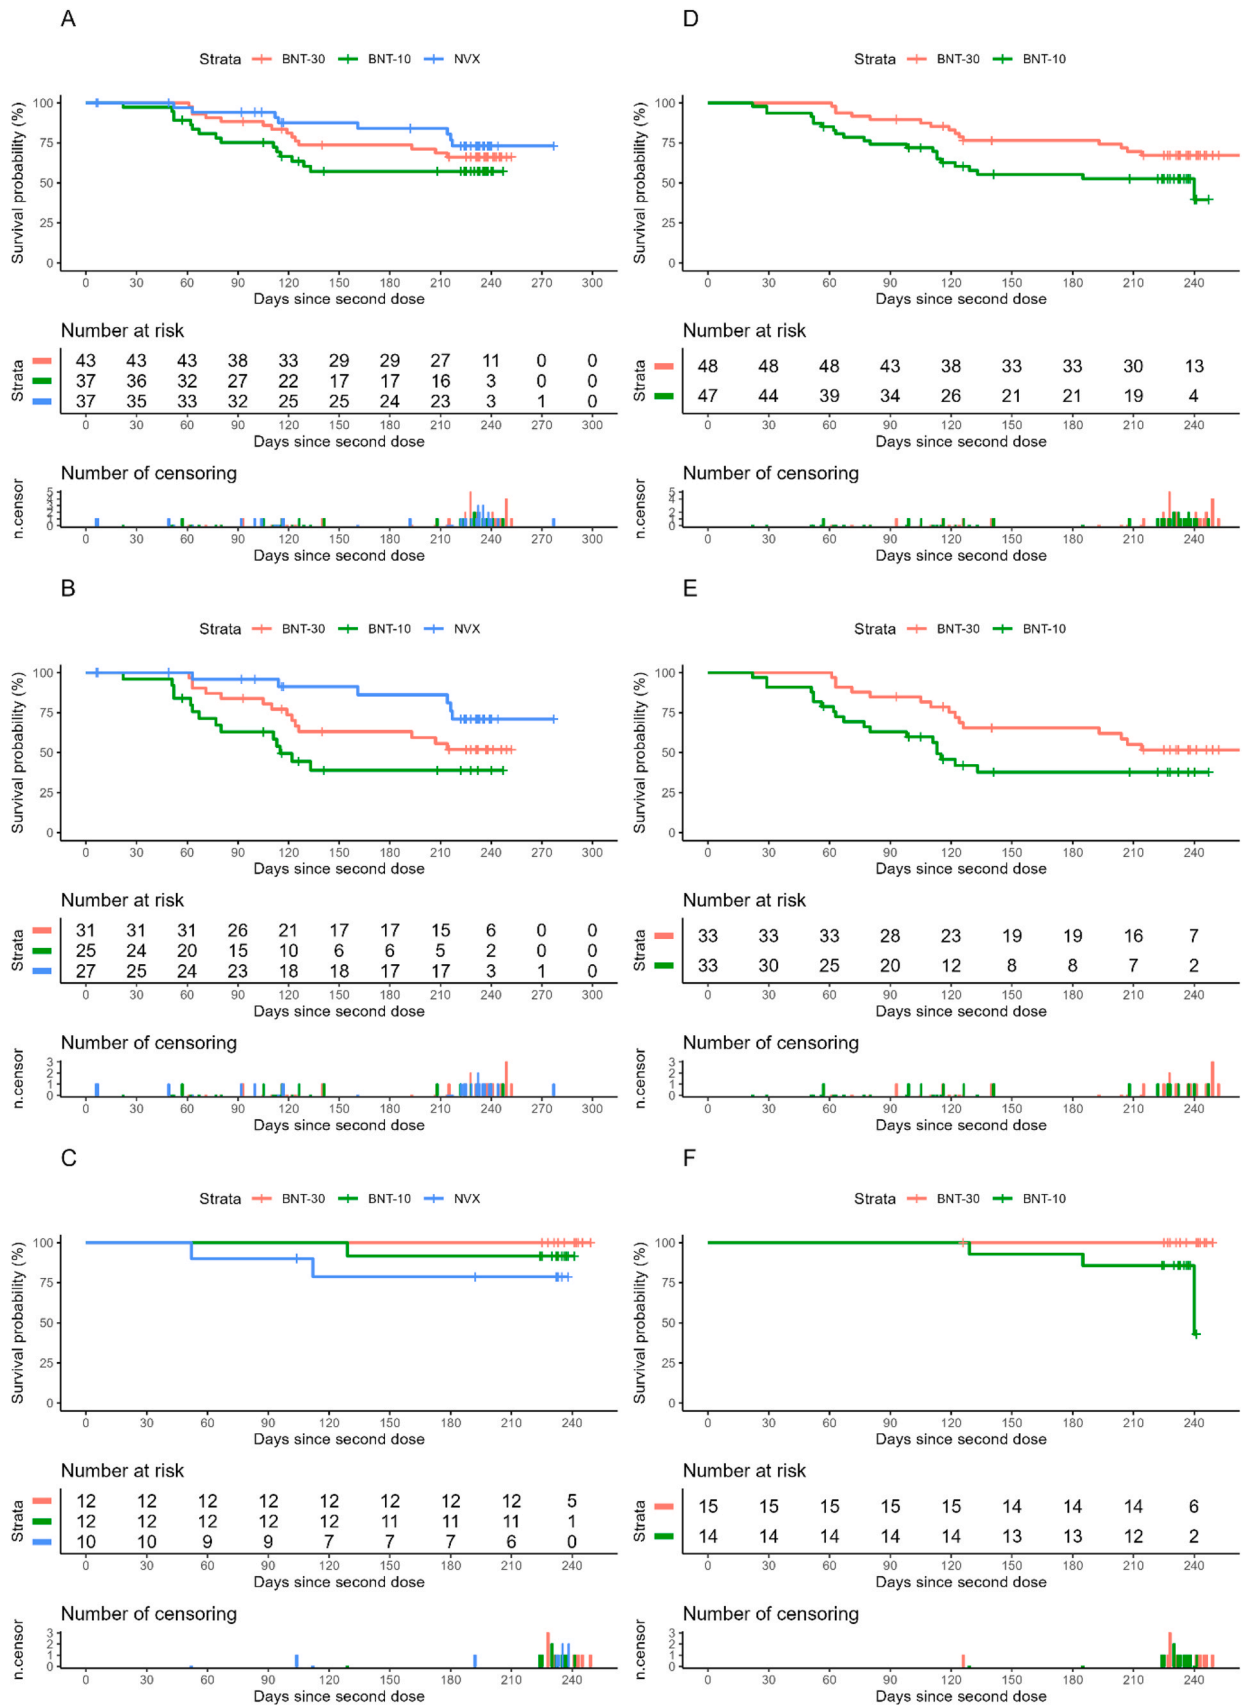 A
Strata BNT-30 BNT-10 NVX
Survival probability (%)
100
75
50
25
0
0 30 60 90 120 150 180 210 240 270 300
Days since second dose
Number at risk
Strata
43 43 43 38 33 29 29 27 11 0 0
37 36 32 27 22 17 17 16 3 0 0
37 35 33 32 25 25 24 23 3 1 0
0 30 60 90 120 150 180 210 240 270 300
Days since second dose
Number of censoring
n.censor
5
4
3
2
1
0
0 30 60 90 120 150 180 210 240 270 300
Days since second dose
D
Strata BNT-30 BNT-10
Survival probability (%)
100
75
50
25
0
0 30 60 90 120 150 180 210 240
Days since second dose
Number at risk
Strata
48 48 48 43 38 33 33 30 13
47 44 39 34 26 21 21 19 4
0 30 60 90 120 150 180 210 240
Days since second dose
Number of censoring
n.censor
5
4
3
2
1
0
0 30 60 90 120 150 180 210 240
Days since second dose
B
Strata BNT-30 BNT-10 NVX
Survival probability (%)
100
75
50
25
0
0 30 60 90 120 150 180 210 240 270 300
Days since second dose
Number at risk
Strata
31 31 31 26 21 17 17 15 6 0 0
25 24 20 15 10 6 6 5 2 0 0
27 25 24 23 18 18 17 17 3 1 0
0 30 60 90 120 150 180 210 240 270 300
Days since second dose
Number of censoring
n.censor
3
2
1
0
0 30 60 90 120 150 180 210 240 270 300
Days since second dose
E
Strata BNT-30 BNT-10
Survival probability (%)
100
75
50
25
0
0 30 60 90 120 150 180 210 240
Days since second dose
Number at risk
Strata
33 33 33 28 23 19 19 16 7
33 30 25 20 12 8 8 7 2
0 30 60 90 120 150 180 210 240
Days since second dose
Number of censoring
n.censor
3
2
1
0
0 30 60 90 120 150 180 210 240
Days since second dose
C
Strata BNT-30 BNT-10 NVX
Survival probability (%)
100
75
50
25
0
0 30 60 90 120 150 180 210 240
Days since second dose
Number at risk
Strata
12 12 12 12 12 12 12 12 5
12 12 12 12 12 11 11 11 1
10 10 9 9 7 7 7 6 0
0 30 60 90 120 150 180 210 240
Days since second dose
Number of censoring
n.censor
3
2
1
0
0 30 60 90 120 150 180 210 240
Days since second dose
F
Strata BNT-30 BNT-10
Survival probability (%)
100
75
50
25
0
0 30 60 90 120 150 180 210 240
Days since second dose
Number at risk
Strata
15 15 15 15 15 14 14 14 6
14 14 14 14 14 13 13 12 2
0 30 60 90 120 150 180 210 240
Days since second dose
Number of censoring
n.censor
3
2
1
0
0 30 60 90 120 150 180 210 240
Days since second dose